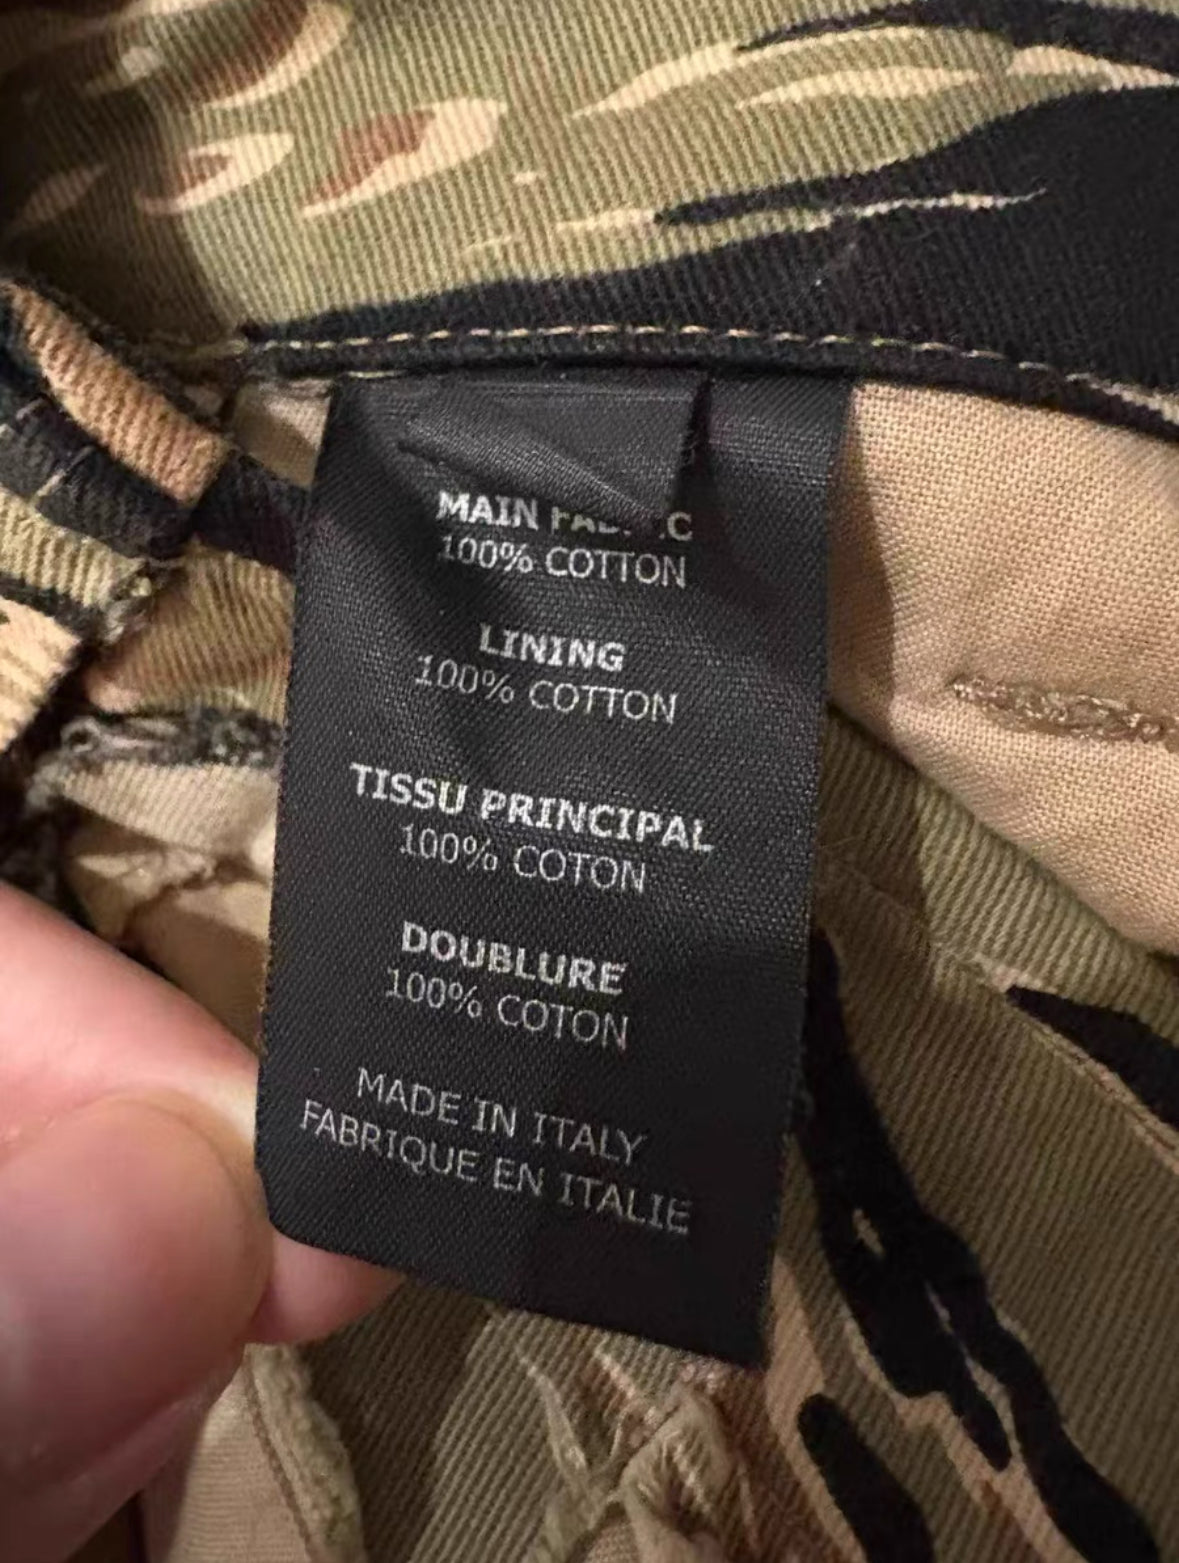 MAIN
100% COTTON
LINING
100% COTTON
TISSU PRINCIPAL
100% COTON
DOUBLURE
100% COTON
MADE IN ITALY
FABRIQUE EN ITALIE